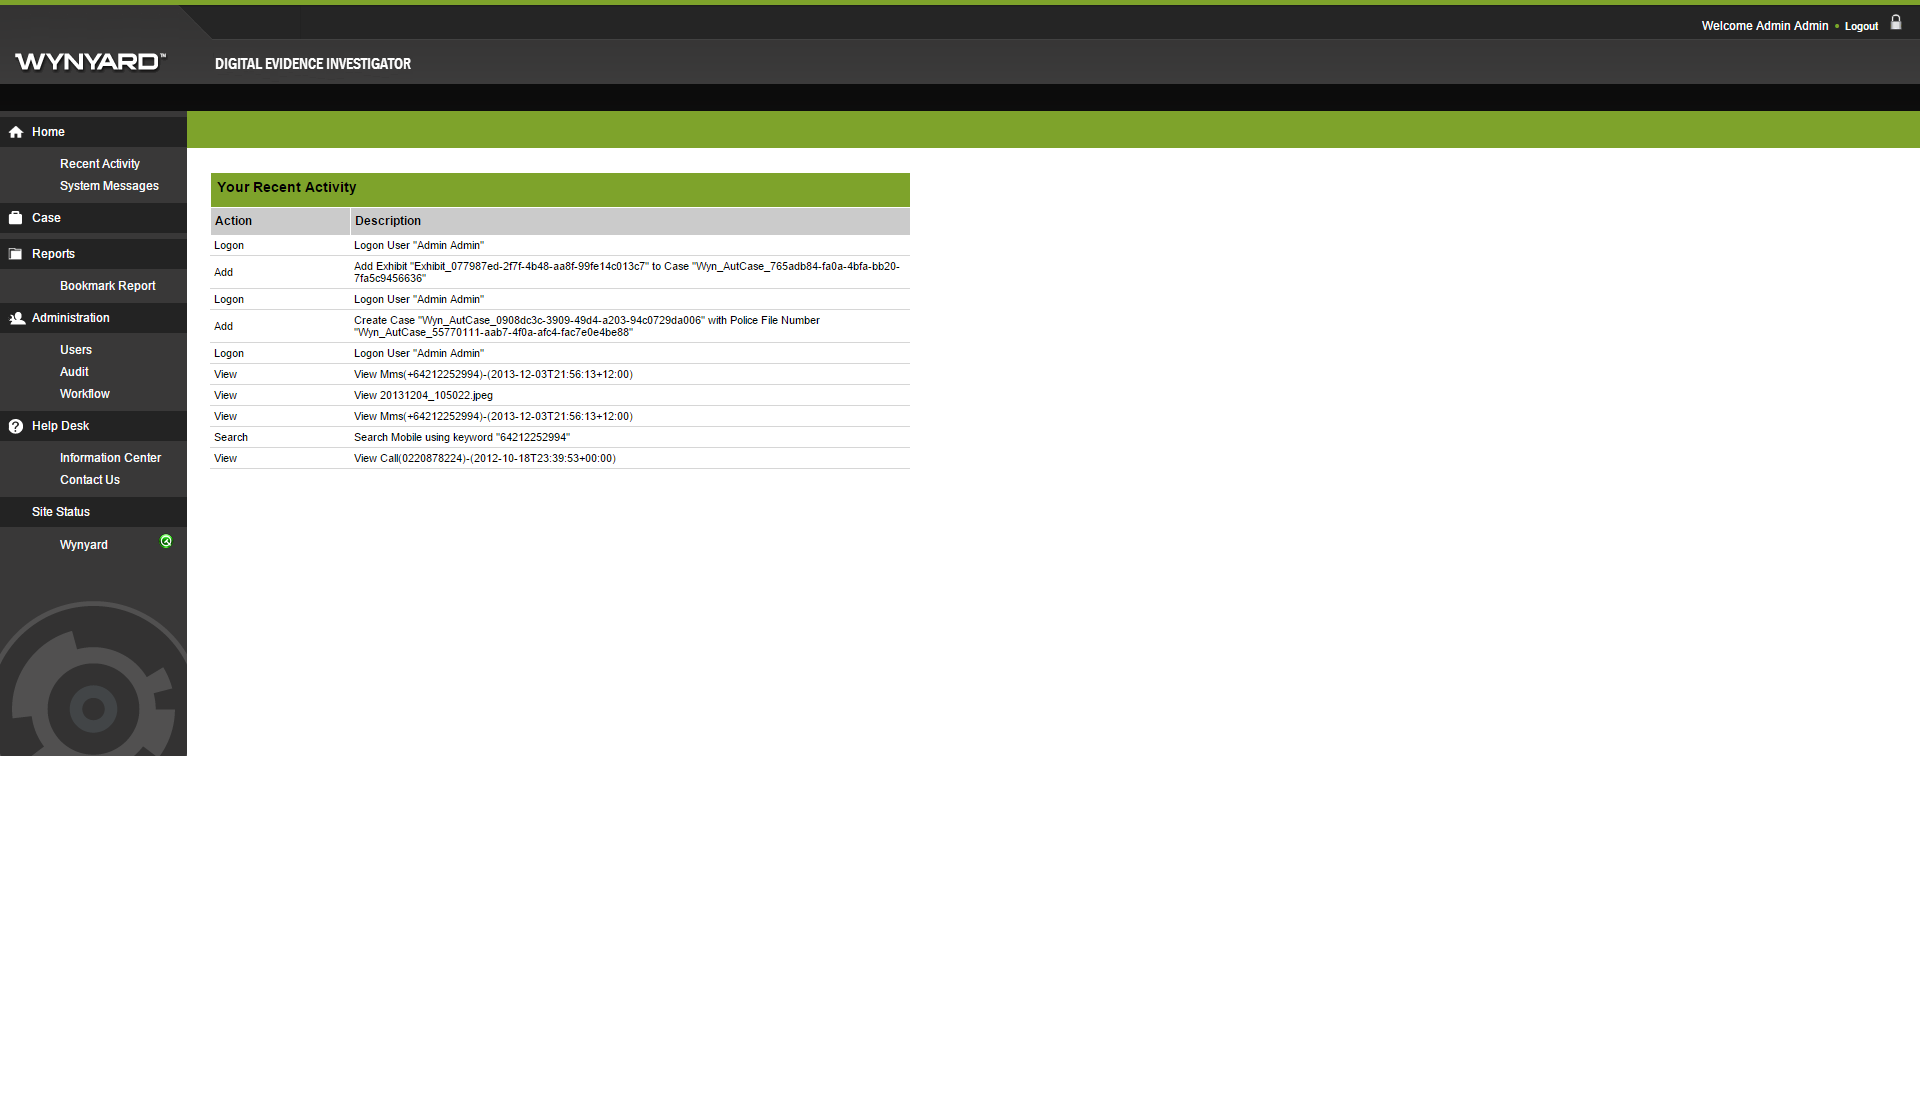 Welcome Admin Admin • Logout
WYNYARD™
DIGITAL EVIDENCE INVESTIGATOR
Home
Recent Activity
System Messages
Case
Reports
Bookmark Report
Administration
Users
Audit
Workflow
Help Desk
Information Center
Contact Us
Site Status
Wynyard
Your Recent Activity
Action Description
Logon Logon User "Admin Admin"
Add Add Exhibit "Exhibit_077987ed-2f7f-4b48-aa8f-99fe14c013c7" to Case "Wyn_AutCase_765adb84-fa0a-4bfa-bb20-
7fa5c9456636"
Logon Logon User "Admin Admin"
Add Create Case "Wyn_AutCase_0908dc3c-3909-49d4-a203-94c0729da006" with Police File Number
"Wyn_AutCase_55770111-aab7-4f0a-afc4-fac7e0e4be88"
Logon Logon User "Admin Admin"
View View Mms(+64212252994)-(2013-12-03T21:56:13+12:00)
View View 20131204_105022.jpeg
View View Mms(+64212252994)-(2013-12-03T21:56:13+12:00)
Search Search Mobile using keyword "64212252994"
View View Call(0220878224)-(2012-10-18T23:39:53+00:00)